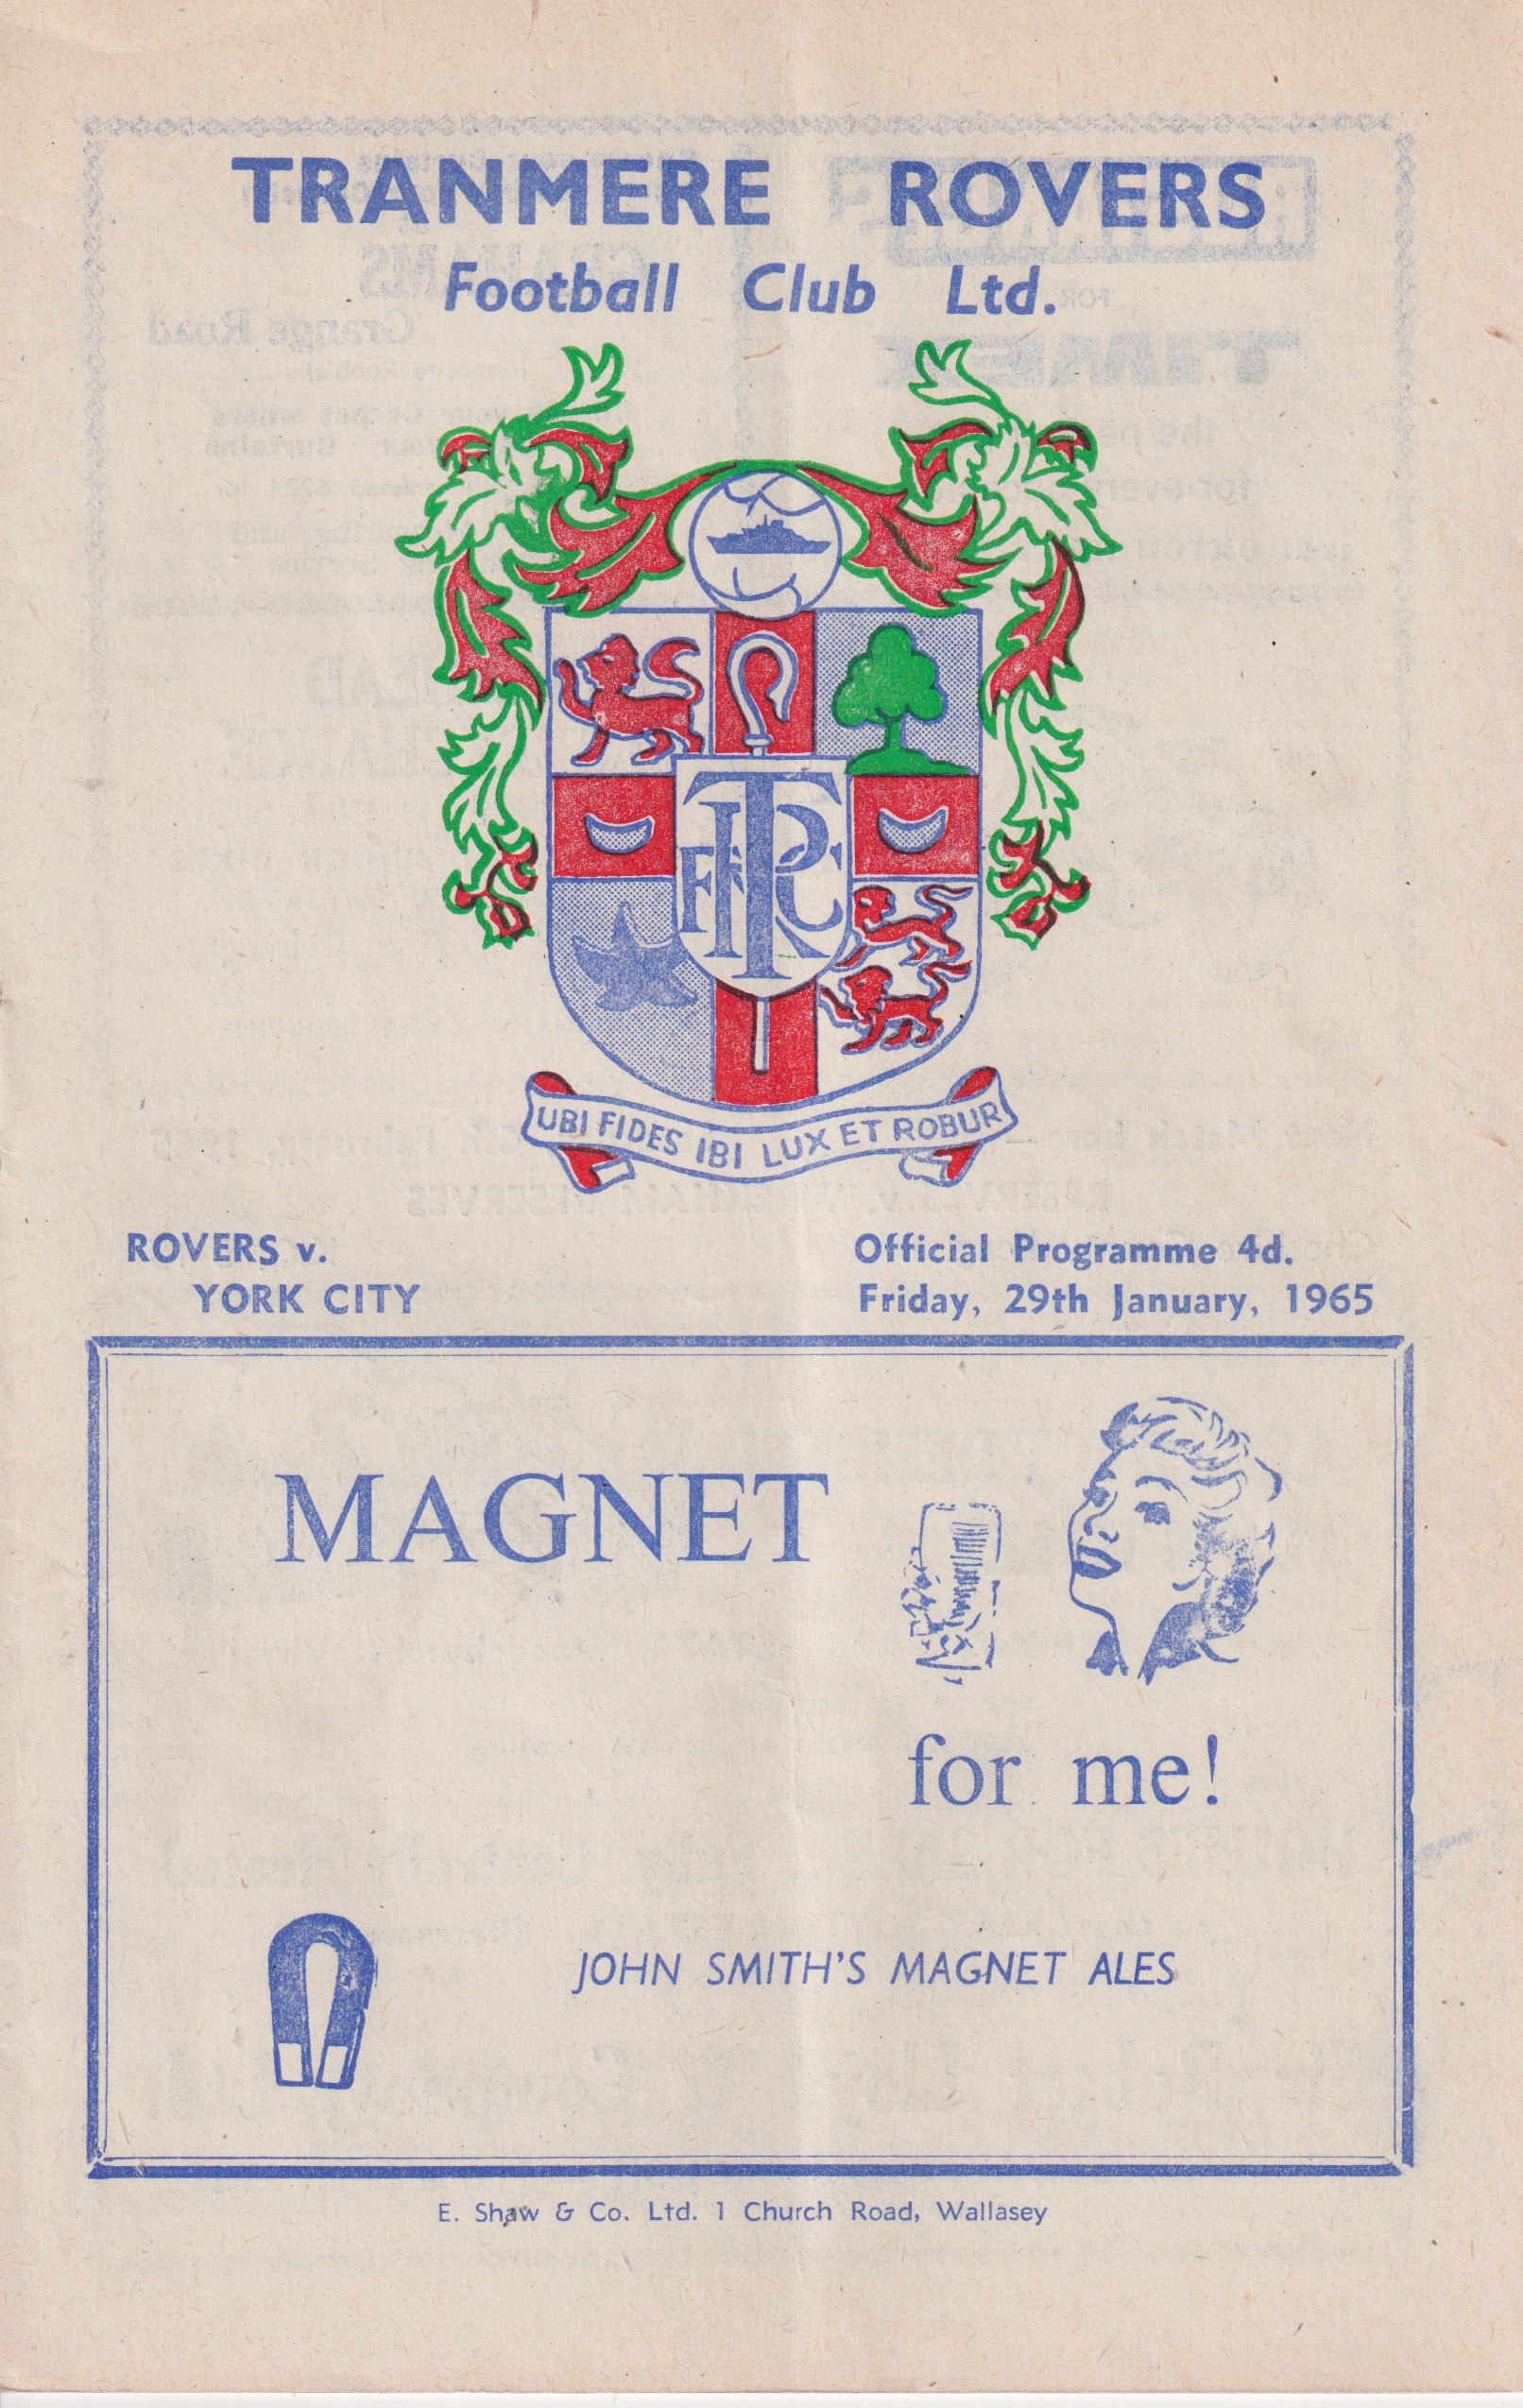 TRANMERE ROVERS
Football Club Ltd.
TRFC
UBI FIDES IBI LUX ET ROBUR
ROVERS v.
YORK CITY
Official Programme 4d.
Friday, 29th January, 1965
MAGNET
for me!
JOHN SMITH'S MAGNET ALES
E. Shaw & Co. Ltd. 1 Church Road, Wallasey